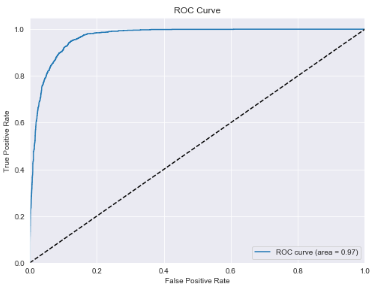 ROC Curve
1.0
0.8
0.6
0.4
0.2
0.0
True Positive Rate
ROC curve (area = 0.97)
0.0 0.2 0.4 0.6 0.8 1.0
False Positive Rate